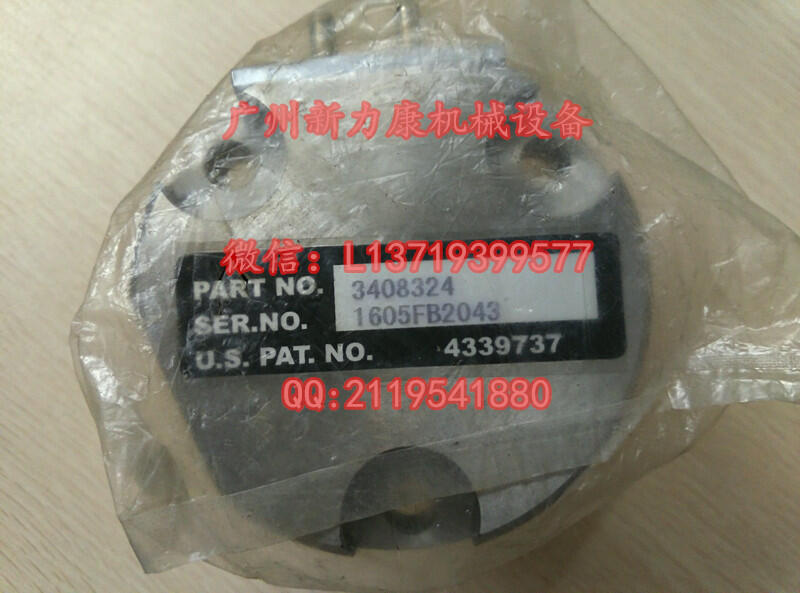 广州新力康机械设备
微信：L13719399577
PART NO. 3408324
SER.NO. 1605FB2043
U.S. PAT. NO. 4339737
QQ:2119541880